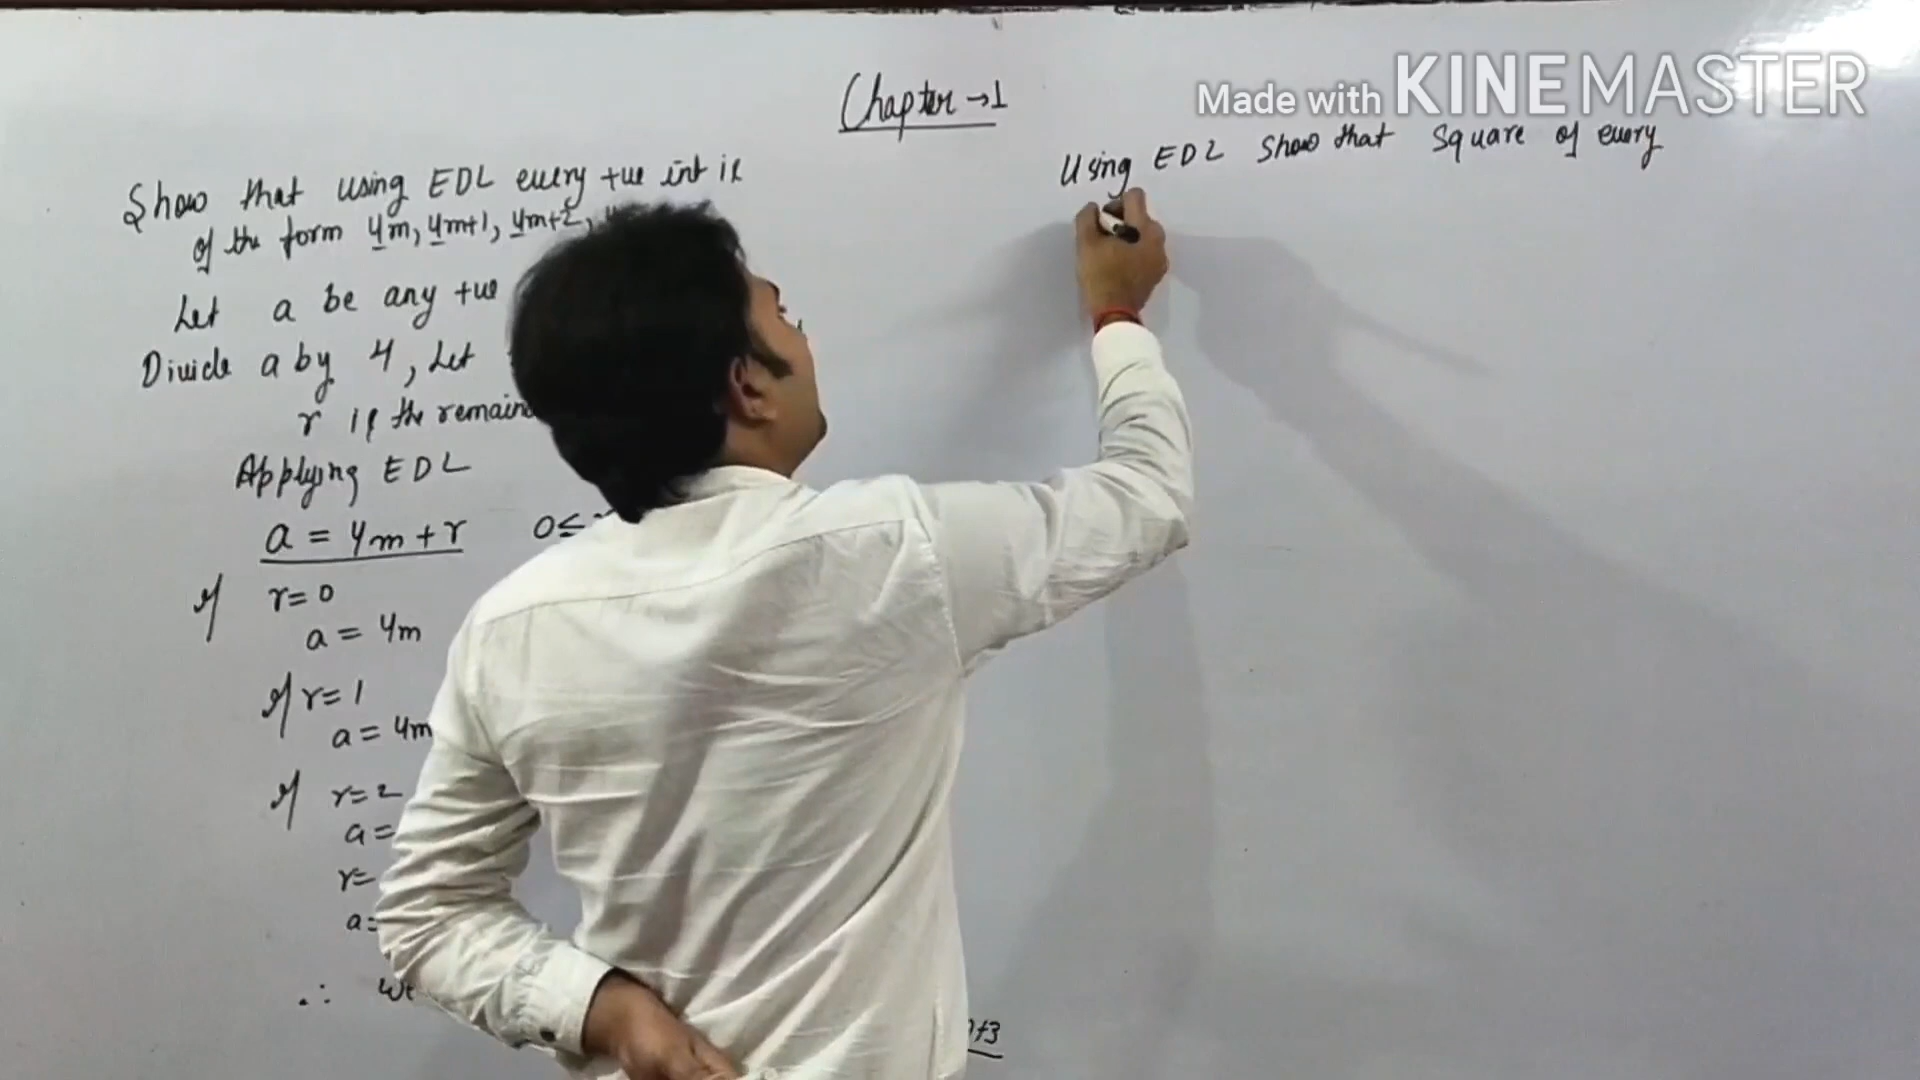 Chapter →1
Made with KINEMASTER
Show that using EDL every +ve int is
of the form 4m, 4m+1, 4m+2,
Let a be any +ve
Divide a by 4, Let
r is the remain
Applying EDL
a = 4m + r 0 ≤
If r = 0
a = 4m
If r = 1
a = 4m
If r = 2
a =
r =
a =
∴ We
+3
Using EDL Show that Square of every